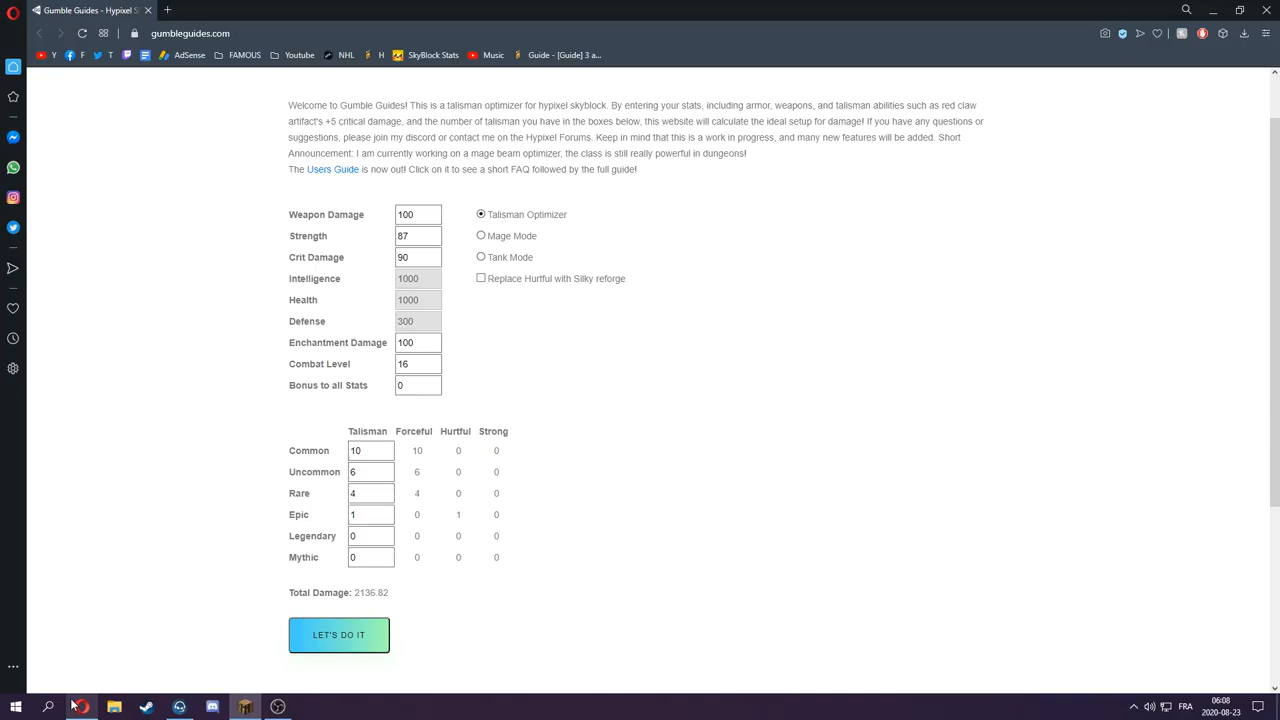 Gumble Guides - Hypixel S
gumbleguides.com
Y
F
T
AdSense
FAMOUS
Youtube
NHL
H
SkyBlock Stats
Music
Guide - [Guide] 3 a...
Welcome to Gumble Guides! This is a talisman optimizer for hypixel skyblock. By entering your stats, including armor, weapons, and talisman abilities such as red claw
artifact's +5 critical damage, and the number of talisman you have in the boxes below, this website will calculate the ideal setup for damage! If you have any questions or
suggestions, please join my discord or contact me on the Hypixel Forums. Keep in mind that this is a work in progress, and many new features will be added. Short
Announcement: I am currently working on a mage beam optimizer, the class is still really powerful in dungeons!
The Users Guide is now out! Click on it to see a short FAQ followed by the full guide!
Weapon Damage 100 Talisman Optimizer
Strength 87 Mage Mode
Crit Damage 90 Tank Mode
Intelligence 1000 Replace Hurtful with Silky reforge
Health 1000
Defense 300
Enchantment Damage 100
Combat Level 16
Bonus to all Stats 0
Talisman Forceful Hurtful Strong
Common 10 10 0 0
Uncommon 6 6 0 0
Rare 4 4 0 0
Epic 1 0 1 0
Legendary 0 0 0 0
Mythic 0 0 0 0
Total Damage: 2136.82
LET'S DO IT
FR
06:08
2020-08-23